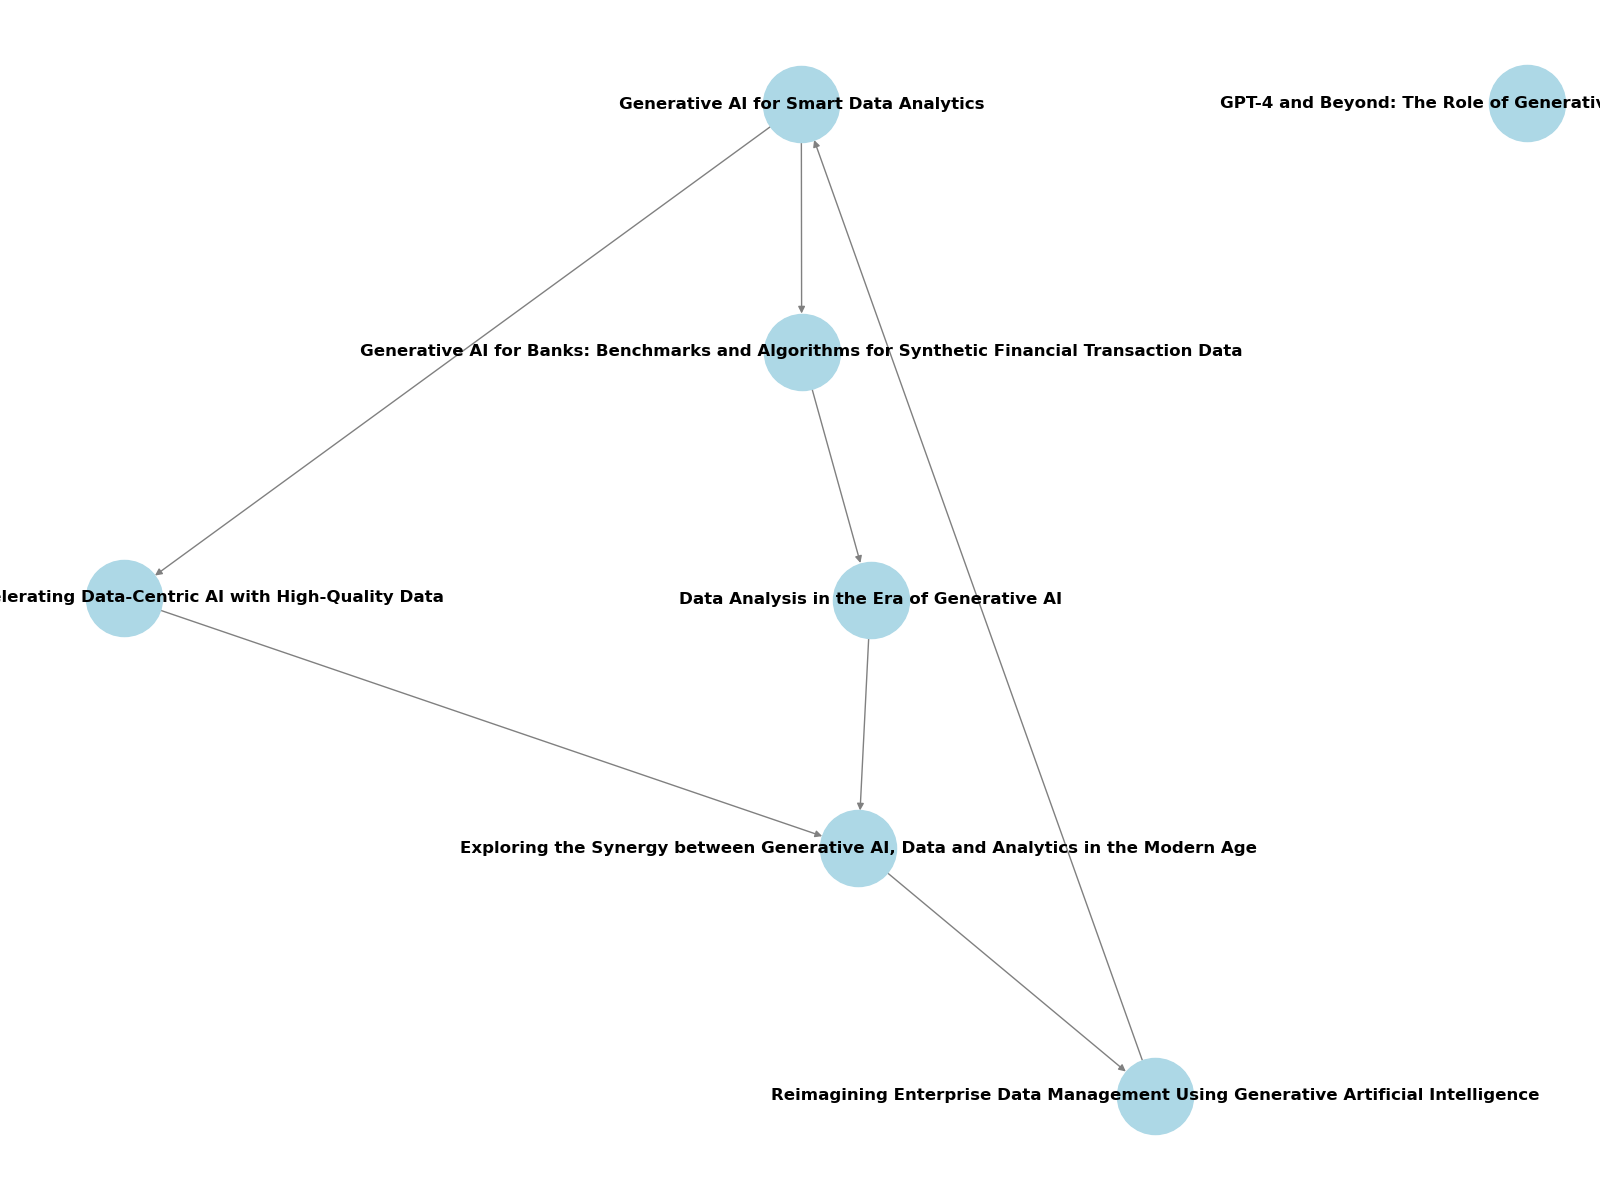 Generative AI for Smart Data Analytics
GPT-4 and Beyond: The Role of
Generative AI for Banks: Benchmarks and Algorithms for Synthetic Financial Transaction Data
Data-Centric AI with High-Quality Data
Data Analysis in the Era of Generative AI
Exploring the Synergy between Generative AI, Data and Analytics in the Modern Age
Reimagining Enterprise Data Management Using Generative Artificial Intelligence